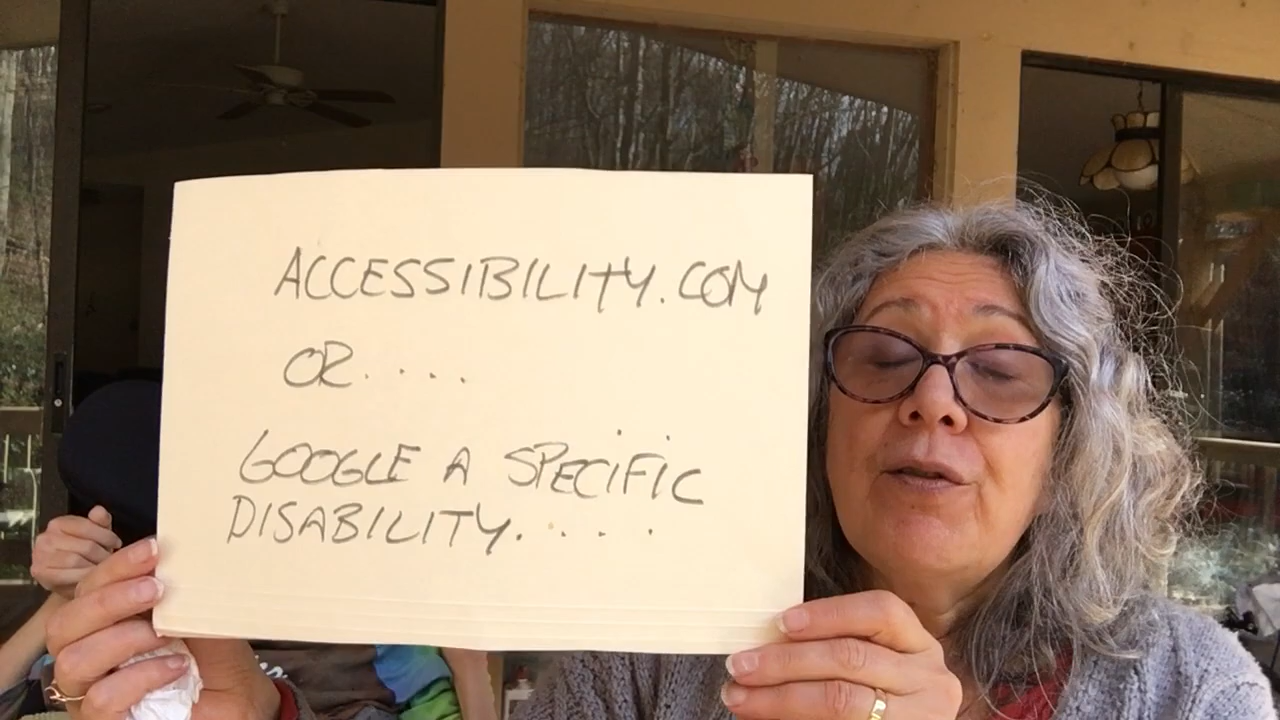 ACCESSIBILITY.COM
OR....
GOOGLE A SPECIFIC
DISABILITY.....